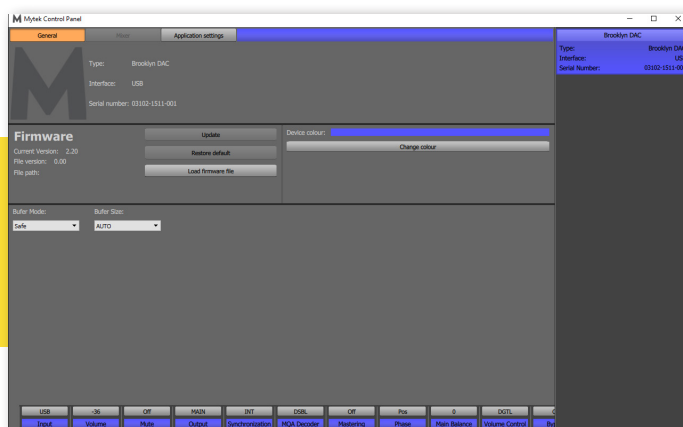 Mytek Control Panel
General Mixer Application settings
Brooklyn DAC
Type: Brooklyn DAC
Interface: USB
Serial number: 03102-1511-001
Type: Brooklyn DA
Interface: US
Serial Number: 03102-1511-00
Firmware
Current Version: 2.20
File version: 0.00
File path:
Update
Restore default
Load firmware file
Device colour:
Change colour
Bufer Mode: Bufer Size:
Safe AUTO
USB -36 Off MAIN INT DSBL Off Pos 0 DGTL
Input Volume Mute Output Synchronization MQA Decoder Mastering Phase Main Balance Volume Control